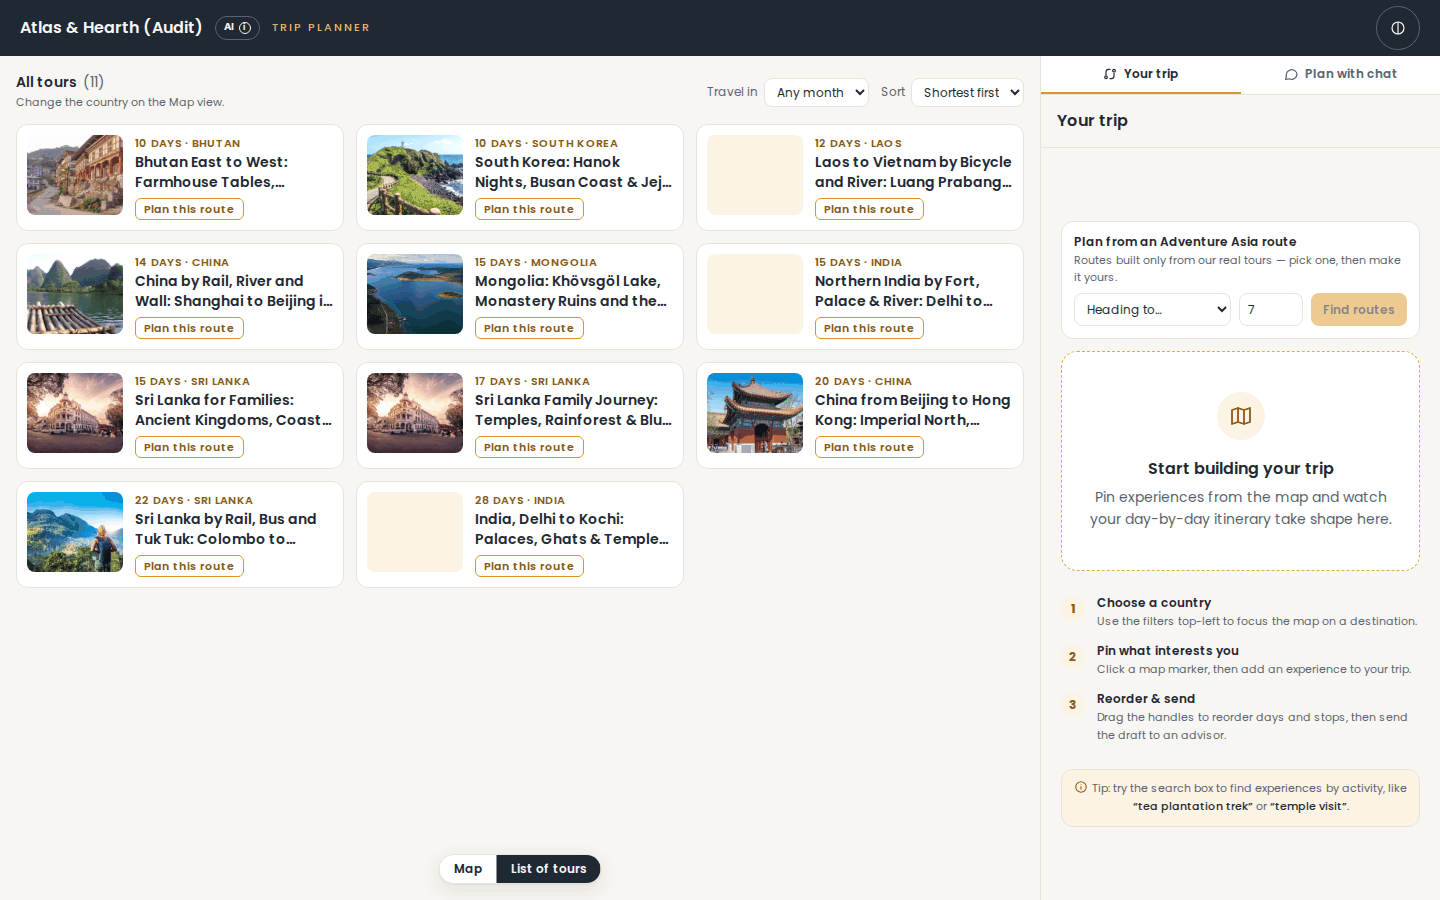 Atlas & Hearth (Audit)
AI
TRIP PLANNER
All tours (11)
Change the country on the Map view.
Travel in
Any month
Sort
Shortest first
10 DAYS · BHUTAN
Bhutan East to West:
Farmhouse Tables,...
Plan this route
10 DAYS · SOUTH KOREA
South Korea: Hanok
Nights, Busan Coast & Jej...
Plan this route
12 DAYS · LAOS
Laos to Vietnam by Bicycle
and River: Luang Prabang...
Plan this route
14 DAYS · CHINA
China by Rail, River and
Wall: Shanghai to Beijing i...
Plan this route
15 DAYS · MONGOLIA
Mongolia: Khövsgöl Lake,
Monastery Ruins and the...
Plan this route
15 DAYS · INDIA
Northern India by Fort,
Palace & River: Delhi to...
Plan this route
15 DAYS · SRI LANKA
Sri Lanka for Families:
Ancient Kingdoms, Coast...
Plan this route
17 DAYS · SRI LANKA
Sri Lanka Family Journey:
Temples, Rainforest & Blu...
Plan this route
20 DAYS · CHINA
China from Beijing to Hong
Kong: Imperial North,...
Plan this route
22 DAYS · SRI LANKA
Sri Lanka by Rail, Bus and
Tuk Tuk: Colombo to...
Plan this route
28 DAYS · INDIA
India, Delhi to Kochi:
Palaces, Ghats & Temple...
Plan this route
Map
List of tours
Your trip
Plan with chat
Your trip
Plan from an Adventure Asia route
Routes built only from our real tours — pick one, then make
it yours.
Heading to...
7
Find routes
Start building your trip
Pin experiences from the map and watch
your day-by-day itinerary take shape here.
1
Choose a country
Use the filters top-left to focus the map on a destination.
2
Pin what interests you
Click a map marker, then add an experience to your trip.
3
Reorder & send
Drag the handles to reorder days and stops, then send
the draft to an advisor.
Tip: try the search box to find experiences by activity, like
“tea plantation trek” or “temple visit”.